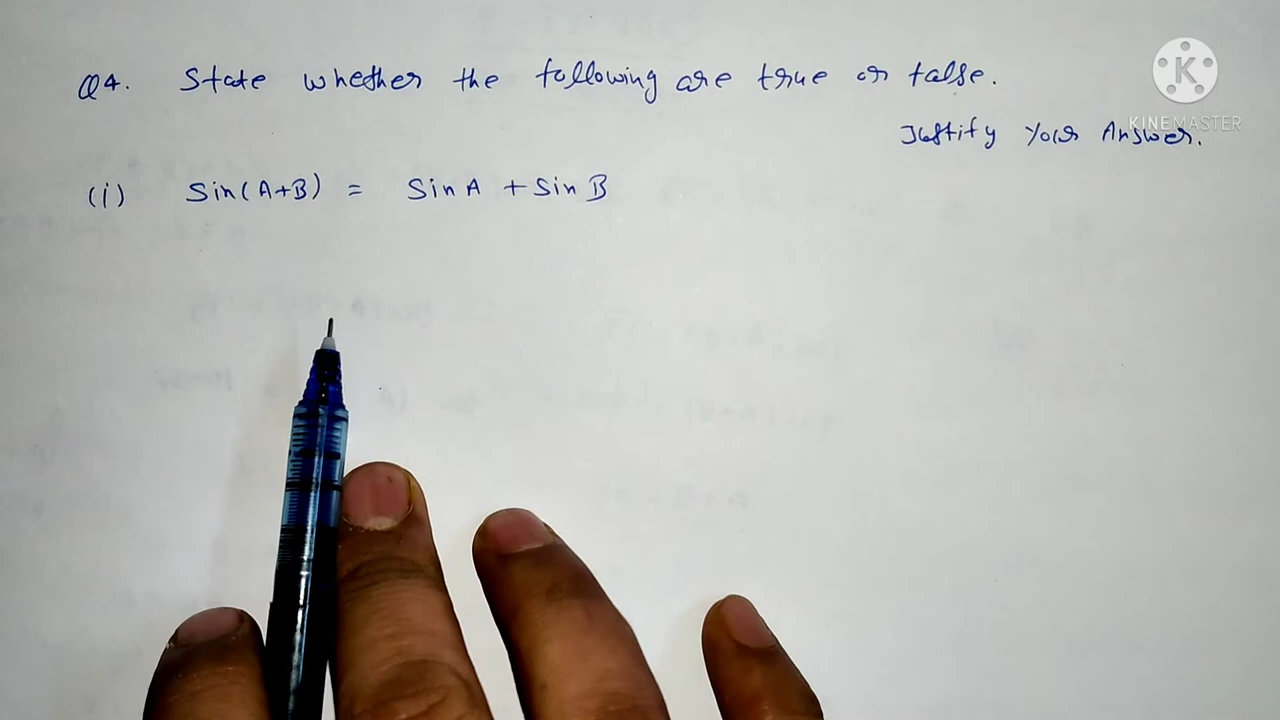 Q4. State whether the following are true or false.
Justify Your Answer.
(i) Sin(A+B) = Sin A + Sin B
K
KINEMASTER